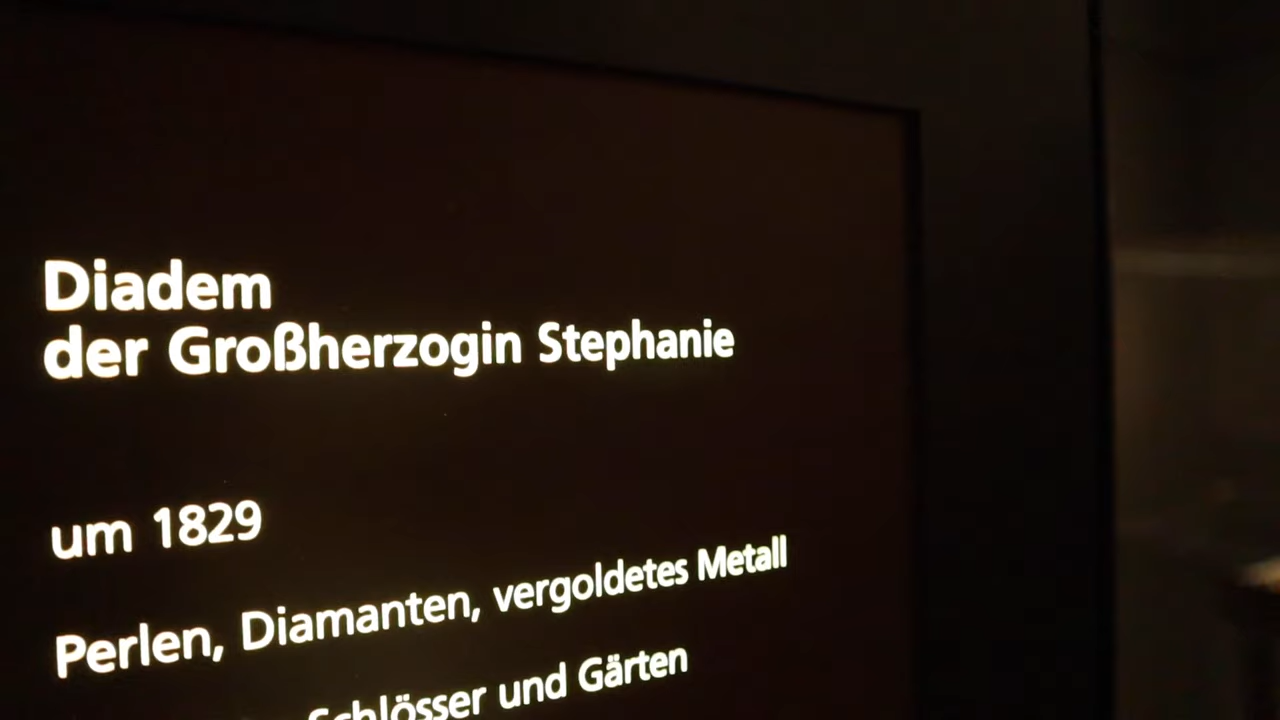 Diadem
der Großherzogin Stephanie
um 1829
Perlen, Diamanten, vergoldetes Metall
Schlösser und Gärten